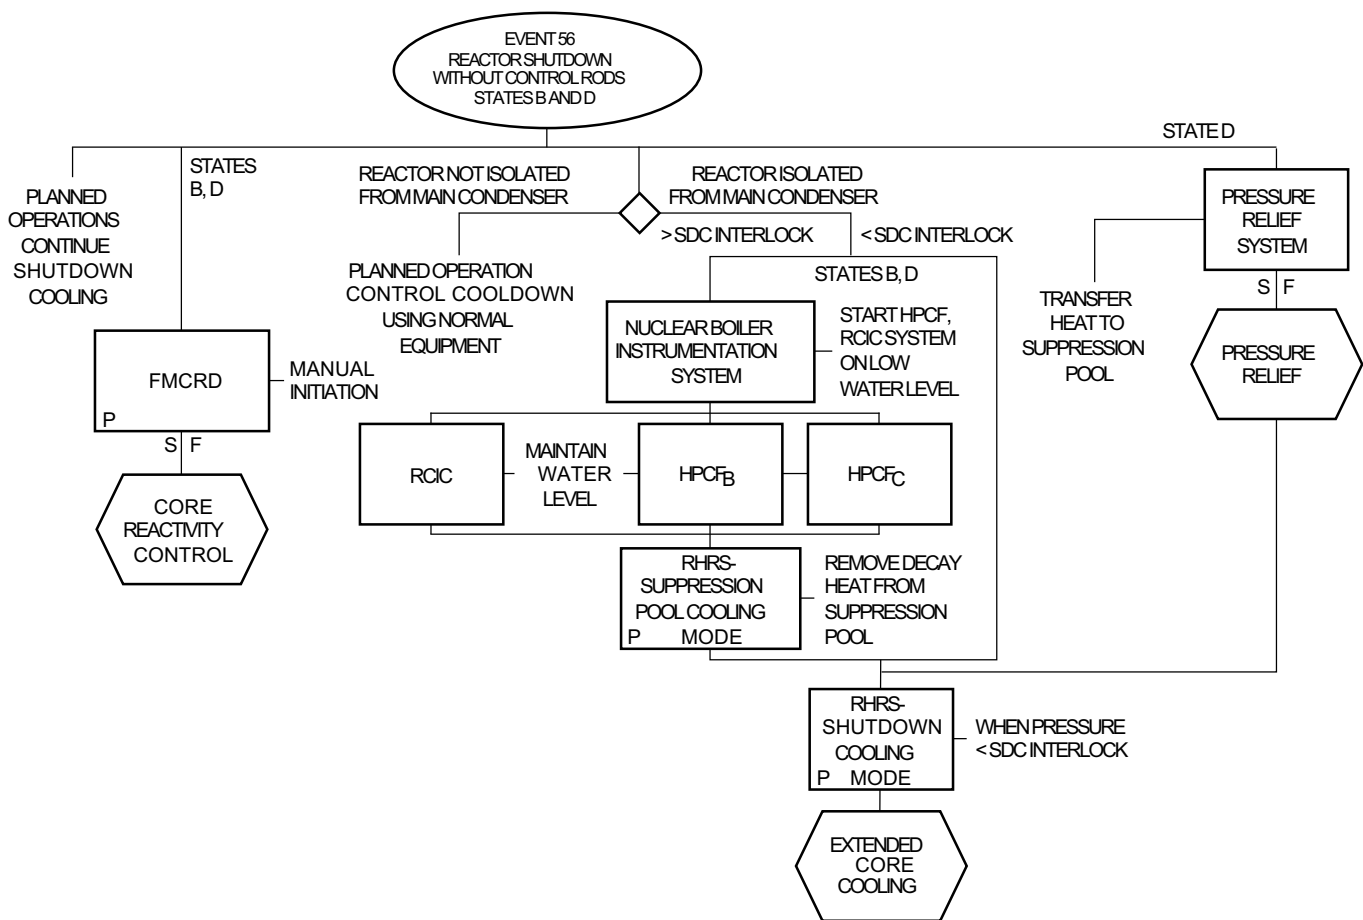 EVENT 56
REACTOR SHUTDOWN
WITHOUT CONTROL RODS
STATES B AND D
STATE D
STATES
B, D
PLANNED
OPERATIONS
CONTINUE
SHUTDOWN
COOLING
REACTOR NOT ISOLATED
FROM MAIN CONDENSER
REACTOR ISOLATED
FROM MAIN CONDENSER
> SDC INTERLOCK
< SDC INTERLOCK
PLANNED OPERATION
CONTROL COOLDOWN
USING NORMAL
EQUIPMENT
STATES B, D
PRESSURE
RELIEF
SYSTEM
S F
TRANSFER
HEAT TO
SUPPRESSION
POOL
PRESSURE
RELIEF
NUCLEAR BOILER
INSTRUMENTATION
SYSTEM
START HPCF,
RCIC SYSTEM
ON LOW
WATER LEVEL
FMCRD
P
MANUAL
INITIATION
S F
CORE
REACTIVITY
CONTROL
RCIC
MAINTAIN
WATER
LEVEL
HPCFB
HPCFC
RHRS-
SUPPRESSION
POOL COOLING
P MODE
REMOVE DECAY
HEAT FROM
SUPPRESSION
POOL
RHRS-
SHUTDOWN
COOLING
P MODE
WHEN PRESSURE
< SDC INTERLOCK
EXTENDED
CORE
COOLING